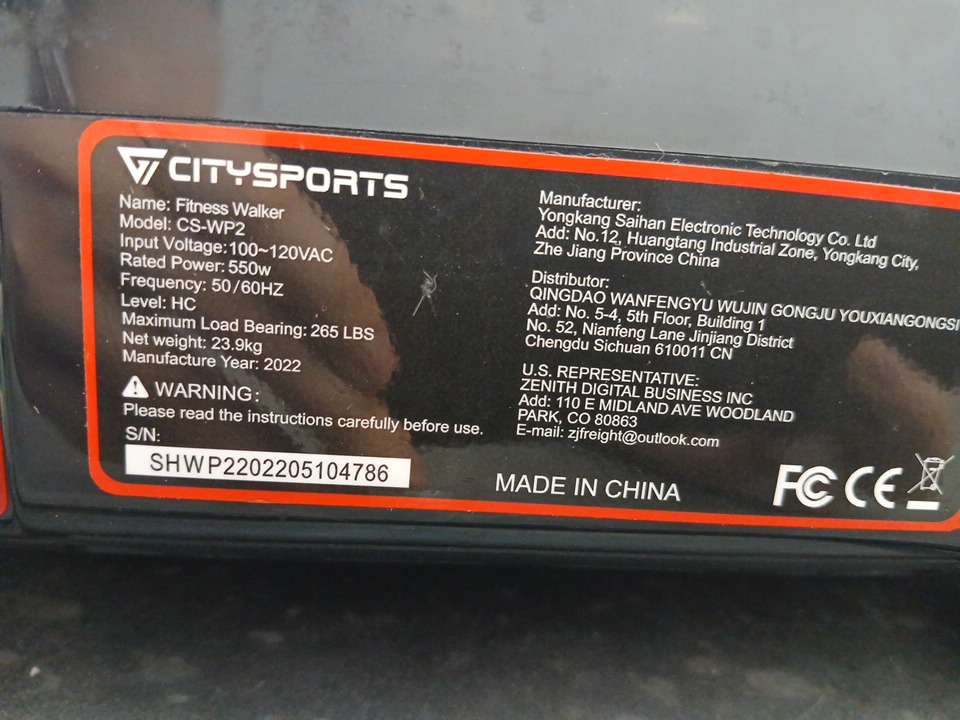 CITYSPORTS
Name: Fitness Walker
Model: CS-WP2
Input Voltage:100~120VAC
Rated Power: 550w
Frequency: 50/60HZ
Level: HC
Maximum Load Bearing: 265 LBS
Net weight: 23.9kg
Manufacture Year: 2022
WARNING:
Please read the instructions carefully before use.
S/N:
SHWP2202205104786
Manufacturer:
Yongkang Saihan Electronic Technology Co. Ltd
Add: No.12, Huangtang Industrial Zone, Yongkang City,
Zhe Jiang Province China
Distributor:
QINGDAO WANFENGYU WUJIN GONGJU YOUXIANGONGSI
Add: No. 5-4, 5th Floor, Building 1
No. 52, Nianfeng Lane Jinjiang District
Chengdu Sichuan 610011 CN
U.S. REPRESENTATIVE:
ZENITH DIGITAL BUSINESS INC
Add: 110 E MIDLAND AVE WOODLAND
PARK, CO 80863
E-mail: zjfreight@outlook.com
MADE IN CHINA
FC CE